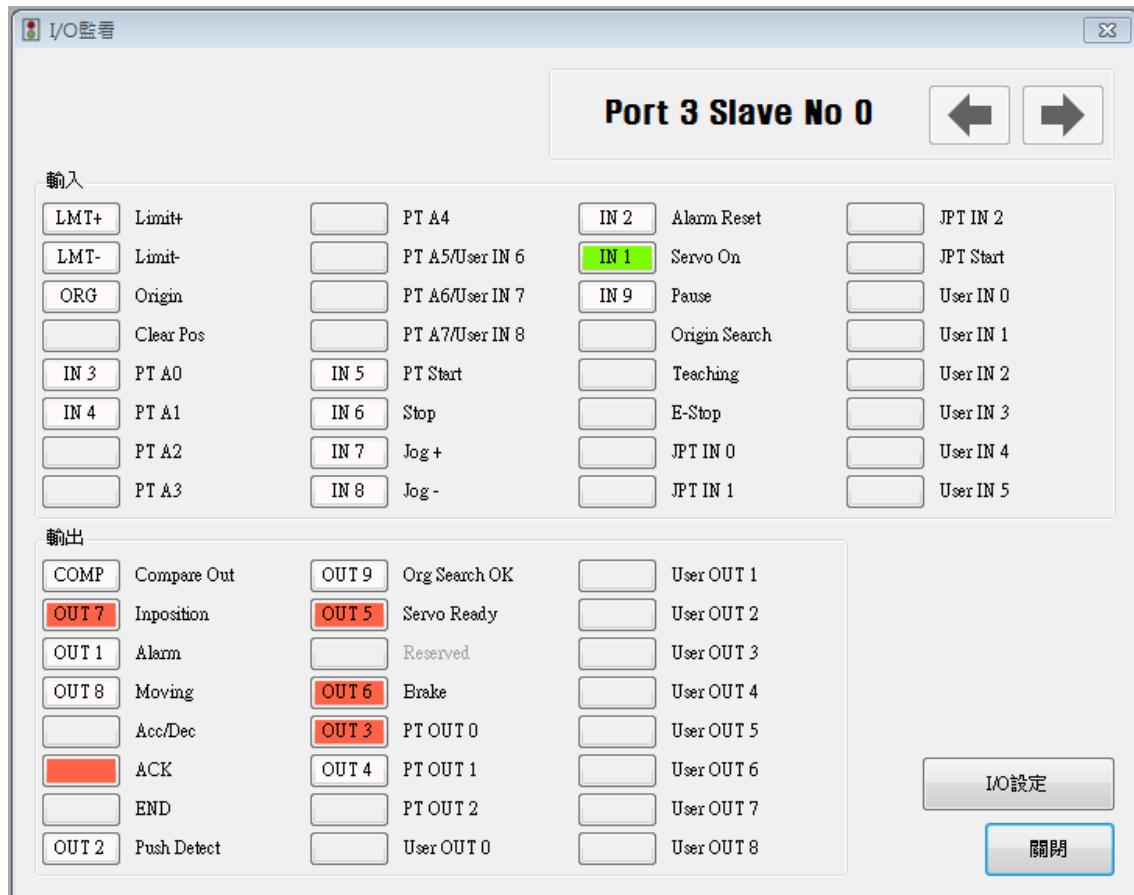 I/O監看
Port 3 Slave No 0
輸入
LMT+ Limit+ PT A4 IN 2 Alarm Reset JPT IN 2
LMT- Limit- PT A5/User IN 6 IN 1 Servo On JPT Start
ORG Origin PT A6/User IN 7 IN 9 Pause User IN 0
Clear Pos PT A7/User IN 8 Origin Search User IN 1
IN 3 PT A0 IN 5 PT Start Teaching User IN 2
IN 4 PT A1 IN 6 Stop E-Stop User IN 3
PT A2 IN 7 Jog + JPT IN 0 User IN 4
PT A3 IN 8 Jog - JPT IN 1 User IN 5
輸出
COMP Compare Out OUT 9 Org Search OK User OUT 1
OUT 7 Inposition OUT 5 Servo Ready User OUT 2
OUT 1 Alarm Reserved User OUT 3
OUT 8 Moving OUT 6 Brake User OUT 4
Acc/Dec OUT 3 PT OUT 0 User OUT 5
ACK OUT 4 PT OUT 1 User OUT 6
END PT OUT 2 User OUT 7
OUT 2 Push Detect User OUT 0 User OUT 8
I/O設定
關閉